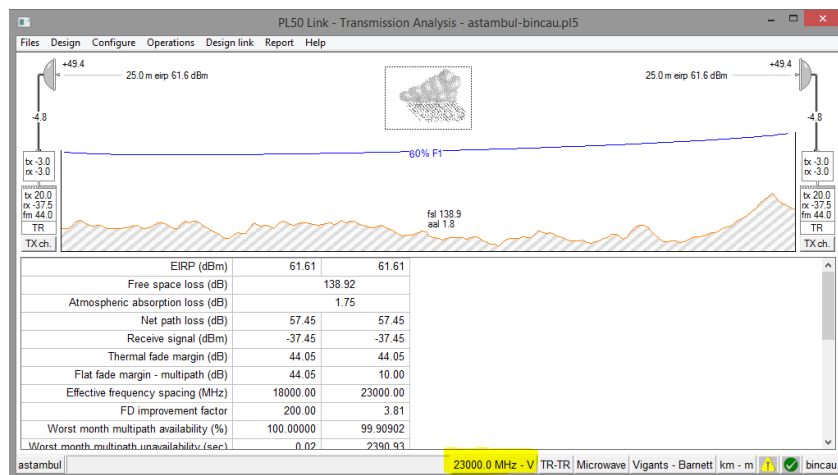 PL50 Link - Transmission Analysis - astambul-bincau.pl5
Files Design Configure Operations Design link Report Help
+49.4
25.0 m eirp 61.6 dBm
25.0 m eirp 61.6 dBm
+49.4
-4.8
-4.8
60% F1
tx -3.0
rx -3.0
tx -3.0
rx -3.0
tx 20.0
rx -37.5
fm 44.0
TR
TX ch.
fsl 138.9
aal 1.8
tx 20.0
rx -37.5
fm 44.0
TR
TX ch.
EIRP (dBm) 61.61 61.61
Free space loss (dB) 138.92
Atmospheric absorption loss (dB) 1.75
Net path loss (dB) 57.45 57.45
Receive signal (dBm) -37.45 -37.45
Thermal fade margin (dB) 44.05 44.05
Flat fade margin - multipath (dB) 44.05 10.00
Effective frequency spacing (MHz) 18000.00 23000.00
FD improvement factor 200.00 3.81
Worst month multipath availability (%) 100.00000 99.90902
Worst month multipath unavailability (sec) 0.02 2390.93
astambul 23000.0 MHz - V TR-TR Microwave Vigants - Barnett km - m bincau